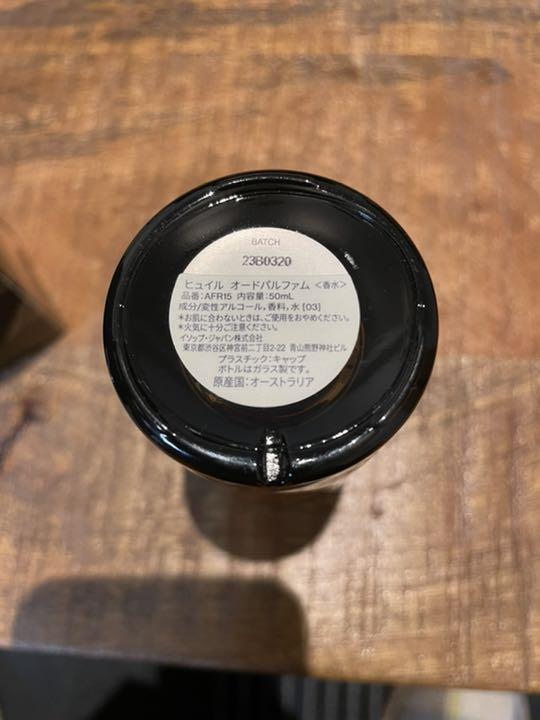 BATCH
23B0320
ヒュイル オードパルファム <香水>
品番:AFR15 内容量:50mL
成分/変性アルコール,香料,水 [03]
*お肌に合わないときは、ご使用をおやめください。
*火気に十分ご注意ください。
イソップ・ジャパン株式会社
東京都渋谷区神宮前二丁目2-22 青山熊野神社ビル
プラスチック:キャップ
ボトルはガラス製です。
原産国:オーストラリア